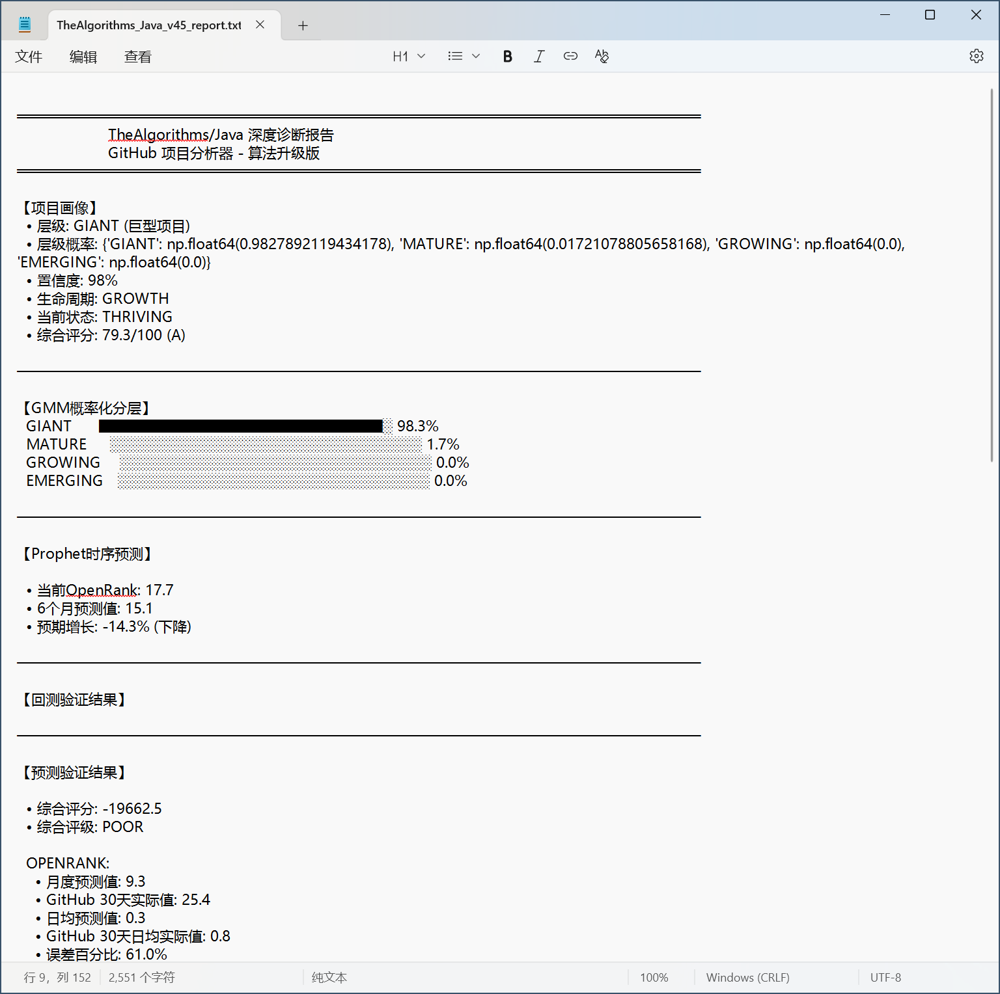 TheAlgorithms_Java_v45_report.txt
文件 编辑 查看 H1 B I
TheAlgorithms/Java 深度诊断报告
GitHub 项目分析器 - 算法升级版
【项目画像】
• 层级: GIANT (巨型项目)
• 层级概率: {'GIANT': np.float64(0.9827892119434178), 'MATURE': np.float64(0.01721078805658168), 'GROWING': np.float64(0.0),
'EMERGING': np.float64(0.0)}
• 置信度: 98%
• 生命周期: GROWTH
• 当前状态: THRIVING
• 综合评分: 79.3/100 (A)
【GMM概率化分层】
GIANT 98.3%
MATURE 1.7%
GROWING 0.0%
EMERGING 0.0%
【Prophet时序预测】
• 当前OpenRank: 17.7
• 6个月预测值: 15.1
• 预期增长: -14.3% (下降)
【回测验证结果】
【预测验证结果】
• 综合评分: -19662.5
• 综合评级: POOR
OPENRANK:
• 月度预测值: 9.3
• GitHub 30天实际值: 25.4
• 日均预测值: 0.3
• GitHub 30天日均实际值: 0.8
• 误差百分比: 61.0%
行 9，列 152 2,551 个字符 纯文本 100% Windows (CRLF) UTF-8